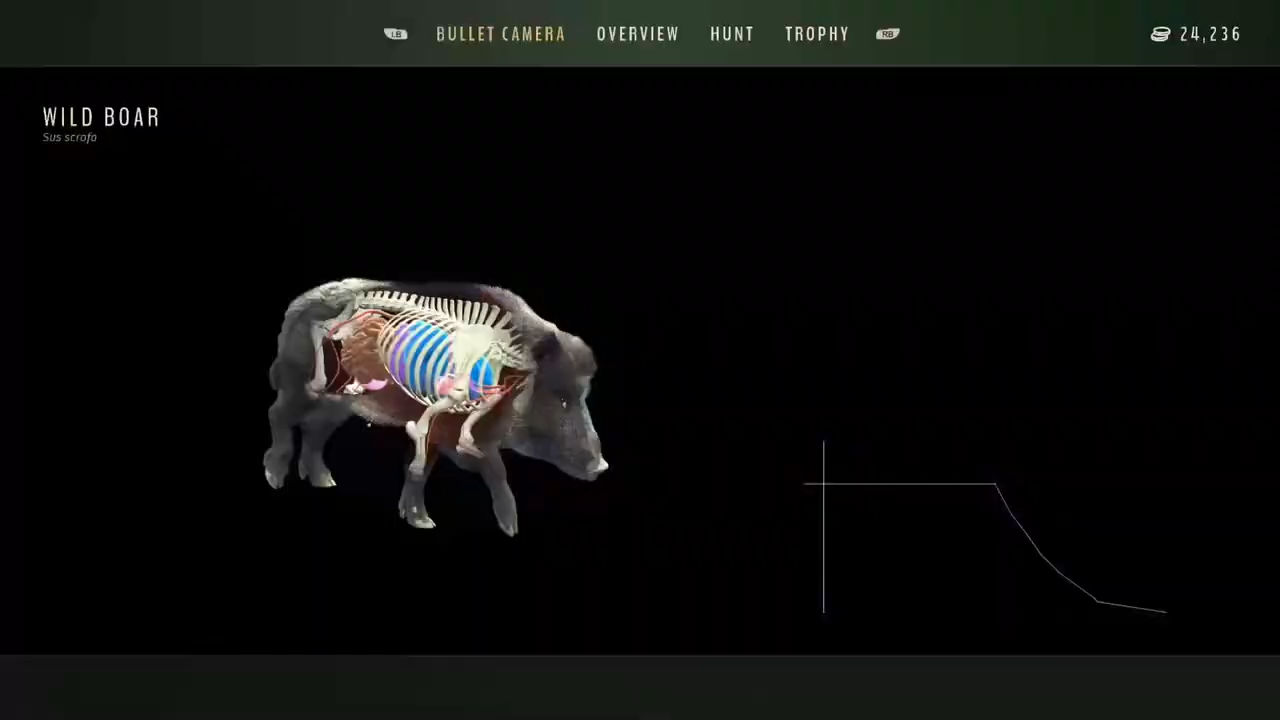 LB BULLET CAMERA OVERVIEW HUNT TROPHY RB 24,236
WILD BOAR
Sus scrofa